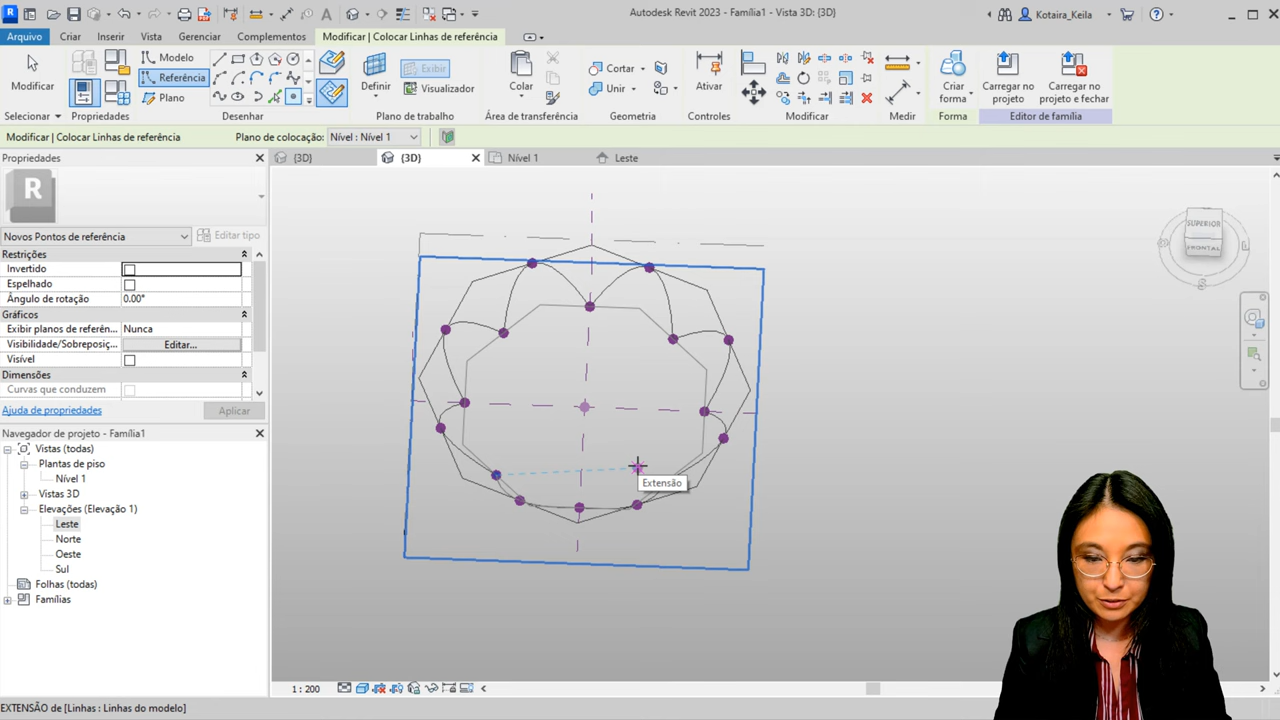 Autodesk Revit 2023 - Família1 - Vista 3D: {3D}
Kotaira_Keila
Arquivo Criar Inserir Vista Gerenciar Complementos Modificar | Colocar Linhas de referência
Modificar
Selecionar
Propriedades
Modelo
Referência
Plano
Desenhar
Definir
Exibir
Visualizador
Plano de trabalho
Colar
Área de transferência
Cortar
Unir
Geometria
Ativar
Controles
Modificar
Medir
Criar
forma
Forma
Carregar no
projeto
Carregar no
projeto e fechar
Editor de família
Modificar | Colocar Linhas de referência Plano de colocação: Nível : Nível 1
Propriedades
R
Novos Pontos de referência
Editar tipo
Restrições
Invertido
Espelhado
Ângulo de rotação 0.00°
Gráficos
Exibir planos de referên... Nunca
Visibilidade/Sobreposiç... Editar...
Visível
Dimensões
Curvas que conduzem
Ajuda de propriedades Aplicar
Navegador de projeto - Família1
Vistas (todas)
Plantas de piso
Nível 1
Vistas 3D
Elevações (Elevação 1)
Leste
Norte
Oeste
Sul
Folhas (todas)
Famílias
{3D}
{3D}
Nível 1
Leste
SUPERIOR
FRONTAL
Extensão
1 : 200
EXTENSÃO de [Linhas : Linhas do modelo]